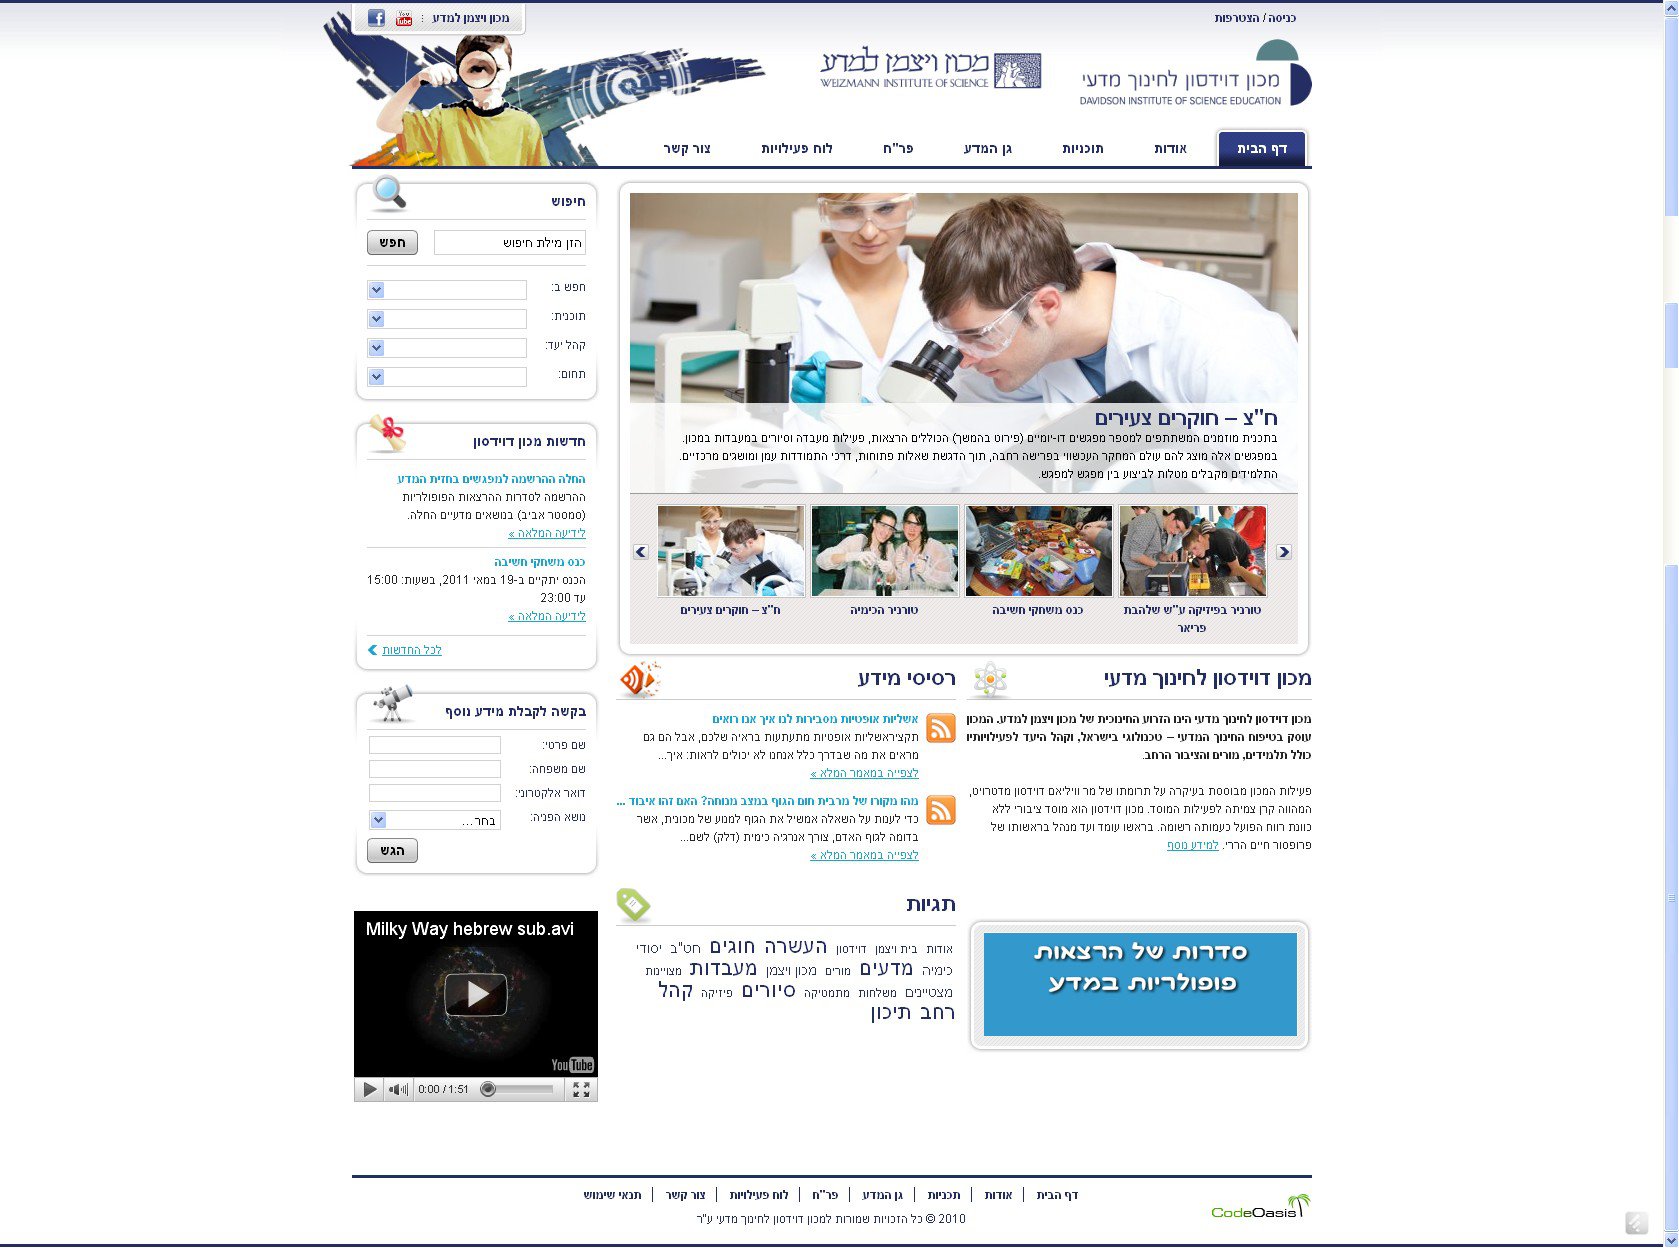 כניסה / הצטרפות
מכון ויצמן למדע
You Tube
מכון דוידסון לחינוך מדעי
DAVIDSON INSTITUTE OF SCIENCE EDUCATION
מכון ויצמן למדע
WEIZMANN INSTITUTE OF SCIENCE
דף הבית
אודות
תוכניות
גן המדע
פר"ח
לוח פעילויות
צור קשר
ח"צ – חוקרים צעירים
בתכנית מוזמנים המשתתפים למספר מפגשים דו-יומיים (פירוט בהמשך) הכוללים הרצאות, פעילות מעבדה וסיורים במעבדות במכון.
במפגשים אלה מוצג להם עולם המחקר העכשווי בפרישה רחבה, תוך הדגשת שאלות פתוחות, דרכי התמודדות עמן ומושגים מרכזיים.
התלמידים מקבלים מטלות לביצוע בין מפגש למפגש.
טורניר בפיזיקה ע"ש שלהבת
פריאר
כנס משחקי חשיבה
טורניר הכימיה
ח"צ – חוקרים צעירים
חיפוש
הזן מילת חיפוש
חפש
חפש ב:
תוכנית:
קהל יעד:
תחום:
חדשות מכון דוידסון
החלה ההרשמה למפגשים בחזית המדע
ההרשמה לסדרות ההרצאות הפופולריות
(סמסטר אביב) בנושאים מדעיים החלה.
לידיעה המלאה »
כנס משחקי חשיבה
הכנס יתקיים ב-19 במאי 2011, בשעות: 15:00
עד 23:00
לידיעה המלאה »
לכל החדשות
בקשה לקבלת מידע נוסף
שם פרטי:
שם משפחה:
דואר אלקטרוני:
נושא הפניה:
בחר...
הגש
מכון דוידסון לחינוך מדעי
מכון דוידסון לחינוך מדעי הינו הזרוע החינוכית של מכון ויצמן למדע. המכון
עוסק בטיפוח החינוך המדעי – טכנולוגי בישראל, וקהל היעד לפעילויותיו
כולל תלמידים, מורים והציבור הרחב.
פעילות המכון מבוססת בעיקרה על תרומתו של מר וויליאם דוידסון מדטרויט,
המהווה קרן צמיתה לפעילות המוסד. מכון דוידסון הוא מוסד ציבורי ללא
כוונת רווח הפועל כעמותה רשומה. בראשו עומד ועד מנהל בראשותו של
פרופסור חיים הררי. למידע נוסף
רסיסי מידע
אשליות אופטיות מסבירות לנו איך אנו רואים
תקציראשליות אופטיות מתעתעות בראיה שלכם, אבל הם גם
מראים את מה שבדרך כלל אנחנו לא יכולים לראות: איך...
לצפייה במאמר המלא »
מהו מקורו של מרבית חום הגוף במצב מנוחה? האם זהו איבוד ...
כדי לענות על השאלה אמשיל את הגוף למנוע של מכונית, אשר
בדומה לגוף האדם, צורך אנרגיה כימית (דלק) לשם...
לצפייה במאמר המלא »
תגיות
אודות בית ויצמן דוידסון העשרה חוגים חט"ב יסודי
כימיה מדעים מורים מכון ויצמן מעבדות מצויינות
מצטיינים משלחות מתמטיקה סיורים פיזיקה קהל
רחב תיכון
סדרות של הרצאות
פופולריות במדע
Milky Way hebrew sub.avi
YouTube
0:00 / 1:51
דף הבית | אודות | תכניות | גן המדע | פר"ח | לוח פעילויות | צור קשר | תנאי שימוש
2010 © כל הזכויות שמורות למכון דוידסון לחינוך מדעי ע"ר
CodeOasis